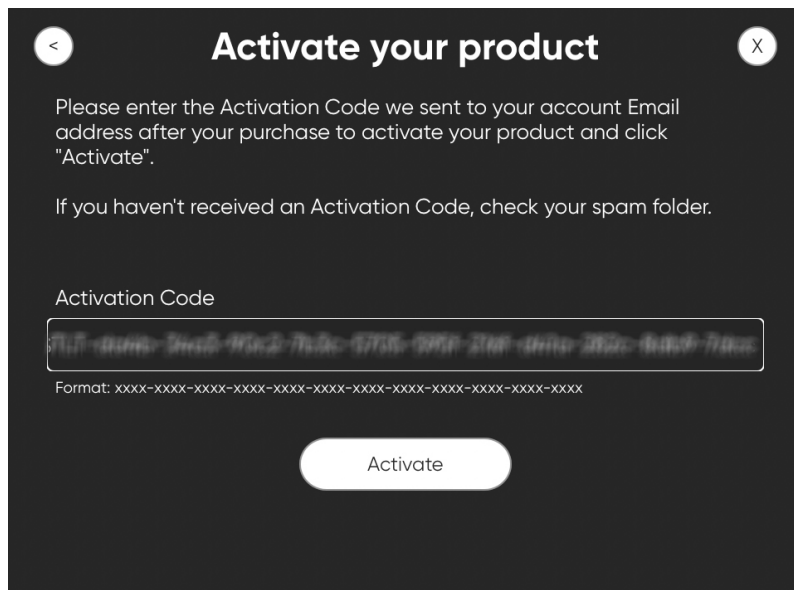 <
Activate your product
X
Please enter the Activation Code we sent to your account Email
address after your purchase to activate your product and click
"Activate".
If you haven't received an Activation Code, check your spam folder.
Activation Code
Format: xxxx-xxxx-xxxx-xxxx-xxxx-xxxx-xxxx-xxxx-xxxx-xxxx-xxxx-xxxx
Activate